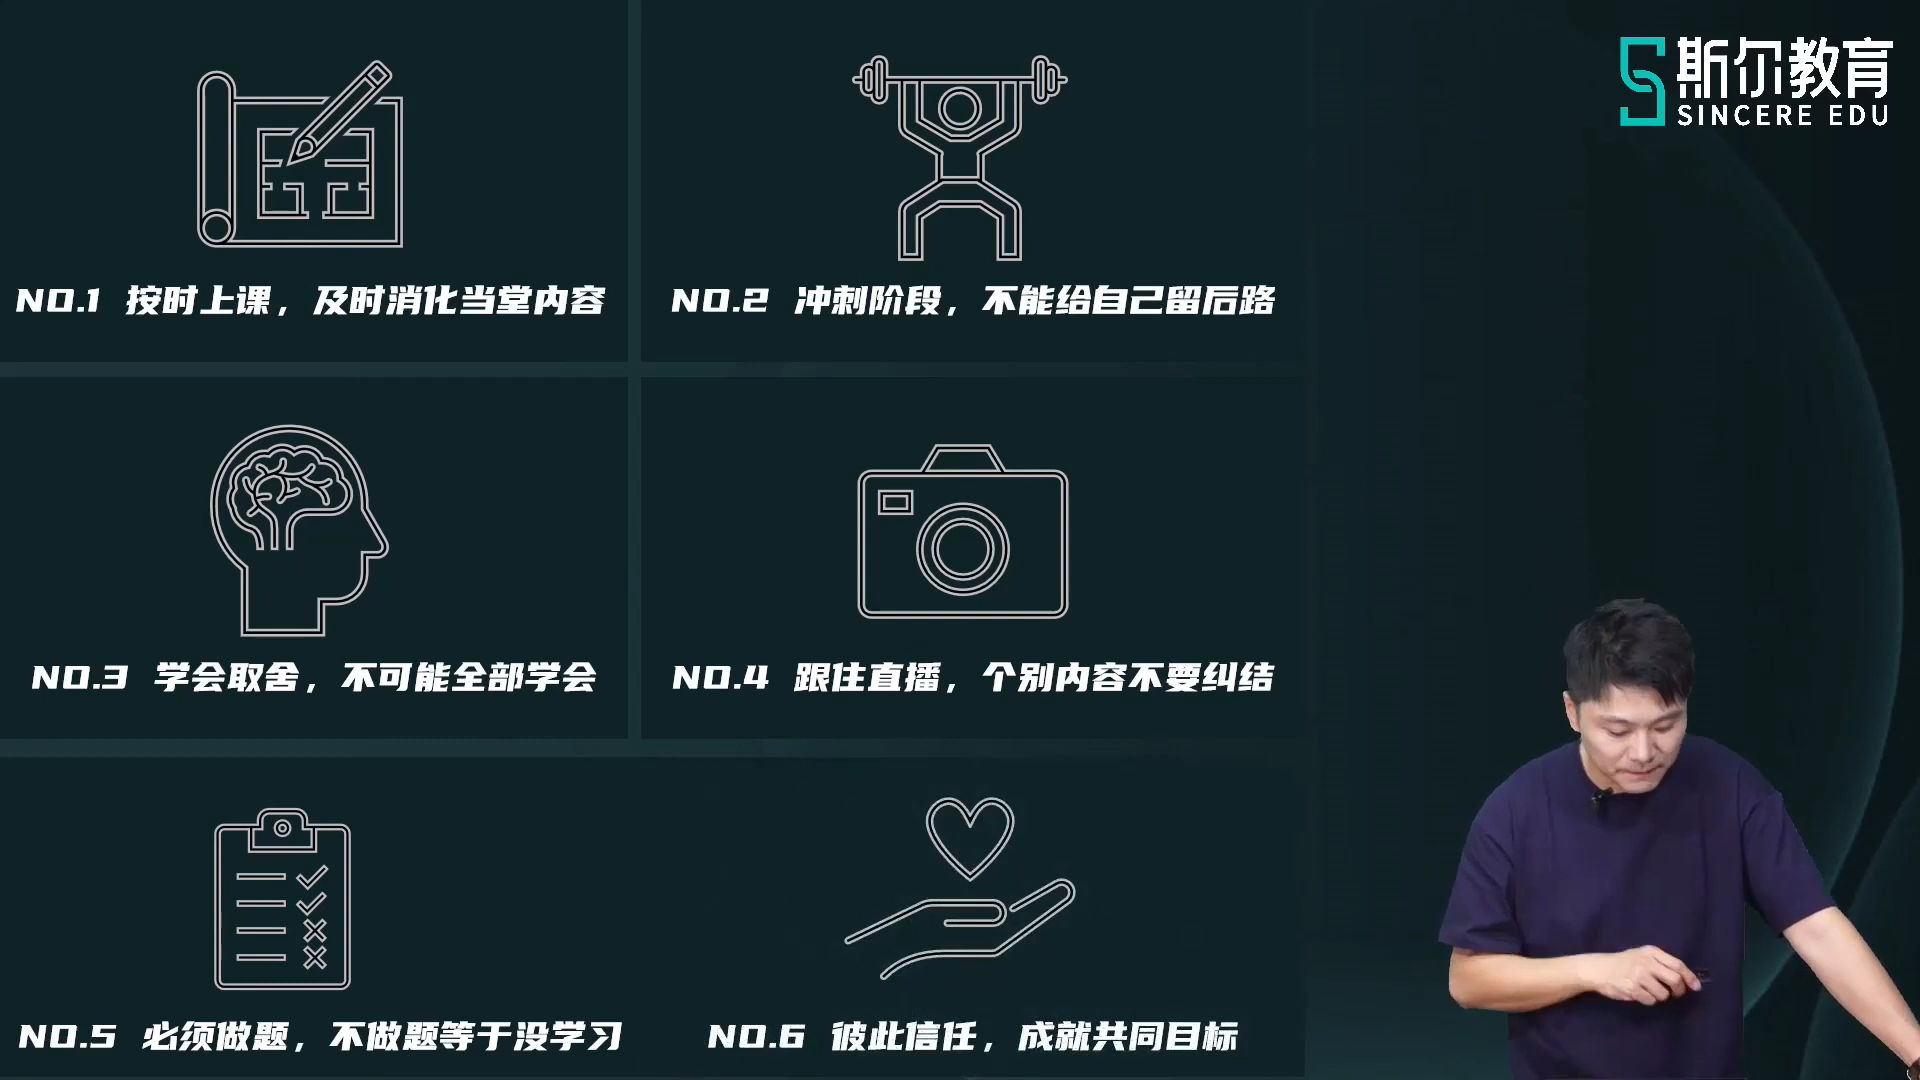 斯尔教育
SINCERE EDU
NO.1 按时上课，及时消化当堂内容
NO.2 冲刺阶段，不能给自己留后路
NO.3 学会取舍，不可能全部学会
NO.4 跟住直播，个别内容不要纠结
NO.5 必须做题，不做题等于没学习
NO.6 彼此信任，成就共同目标